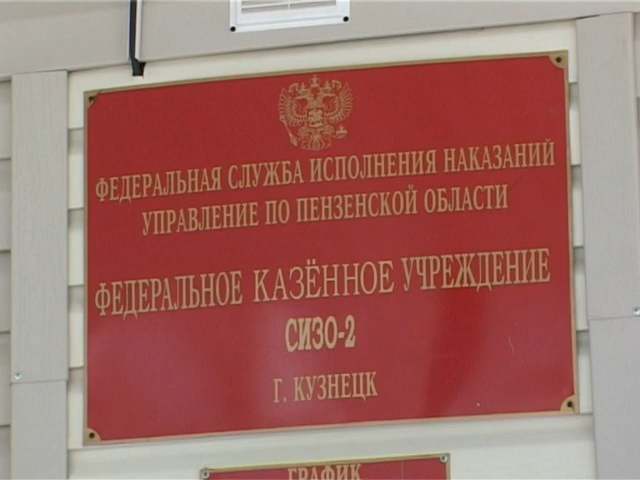 ФЕДЕРАЛЬНАЯ СЛУЖБА ИСПОЛНЕНИЯ НАКАЗАНИЙ
УПРАВЛЕНИЕ ПО ПЕНЗЕНСКОЙ ОБЛАСТИ
ФЕДЕРАЛЬНОЕ КАЗЁННОЕ УЧРЕЖДЕНИЕ
СИЗО-2
Г. КУЗНЕЦК
ГРАФИК